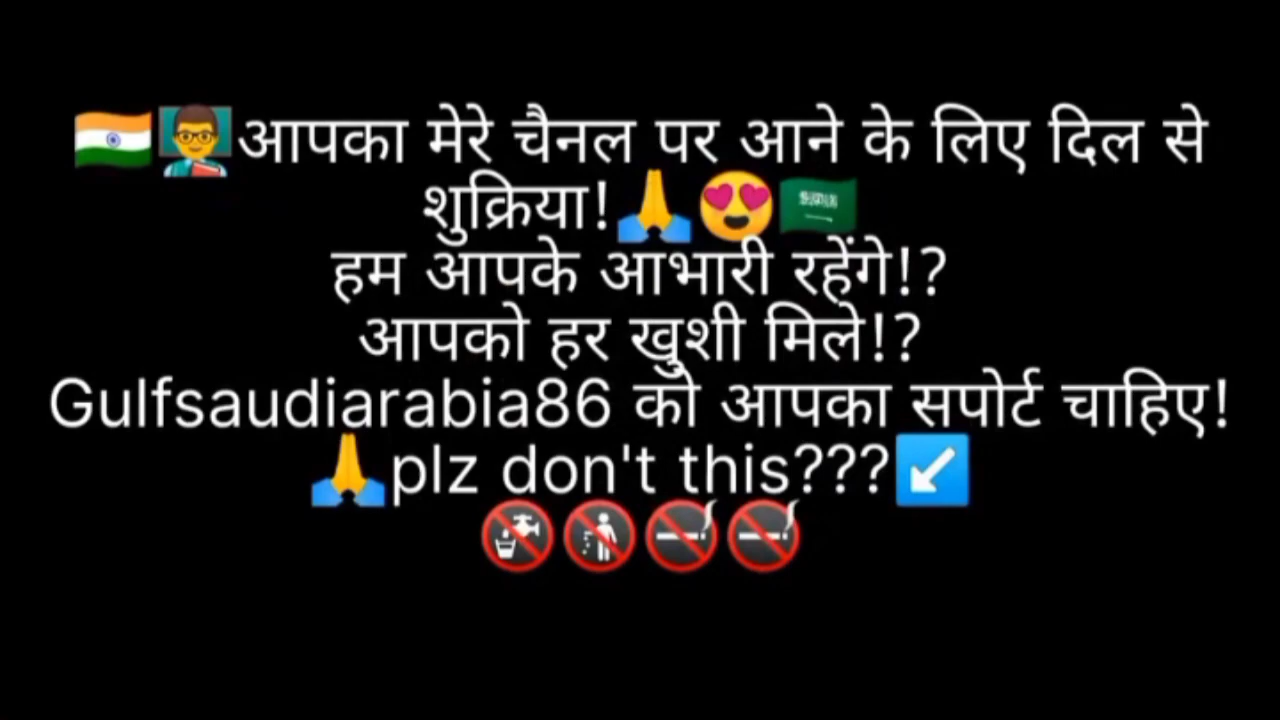 🇮🇳👨‍🏫आपका मेरे चैनल पर आने के लिए दिल से
शुक्रिया!🙏😍🇸🇦
हम आपके आभारी रहेंगे!?
आपको हर खुशी मिले!?
Gulfsaudiarabia86 को आपका सपोर्ट चाहिए!
🙏plz don't this???↙️
🚱🚯🚭🚭